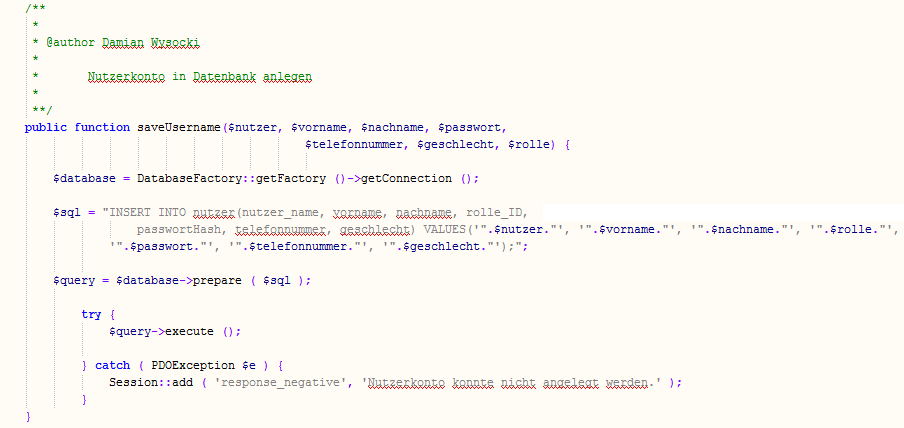 /**
 *
 * @author Damian Wysocki
 *
 *       Nutzerkonto in Datenbank anlegen
 *
 **/
public function saveUsername($nutzer, $vorname, $nachname, $passwort,
                                        $telefonnummer, $geschlecht, $rolle) {
    $database = DatabaseFactory::getFactory ()->getConnection ();
    $sql = "INSERT INTO nutzer(nutzer_name, vorname, nachname, rolle_ID,
                passwortHash, telefonnummer, geschlecht) VALUES('".$nutzer."', '".$vorname."', '".$nachname."', '".$rolle."',
            '".$passwort."', '".$telefonnummer."', '".$geschlecht."');";
    $query = $database->prepare ( $sql );
        try {
            $query->execute ();
        } catch ( PDOException $e ) {
            Session::add ( 'response_negative', 'Nutzerkonto konnte nicht angelegt werden.' );
        }
}